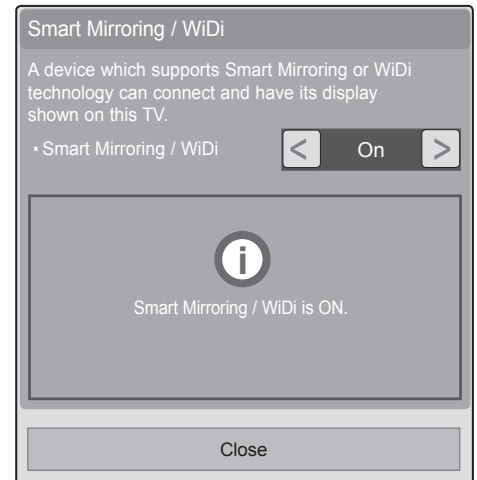 Smart Mirroring / WiDi
A device which supports Smart Mirroring or WiDi
technology can connect and have its display
shown on this TV.
▪ Smart Mirroring / WiDi < On >
i
Smart Mirroring / WiDi is ON.
Close